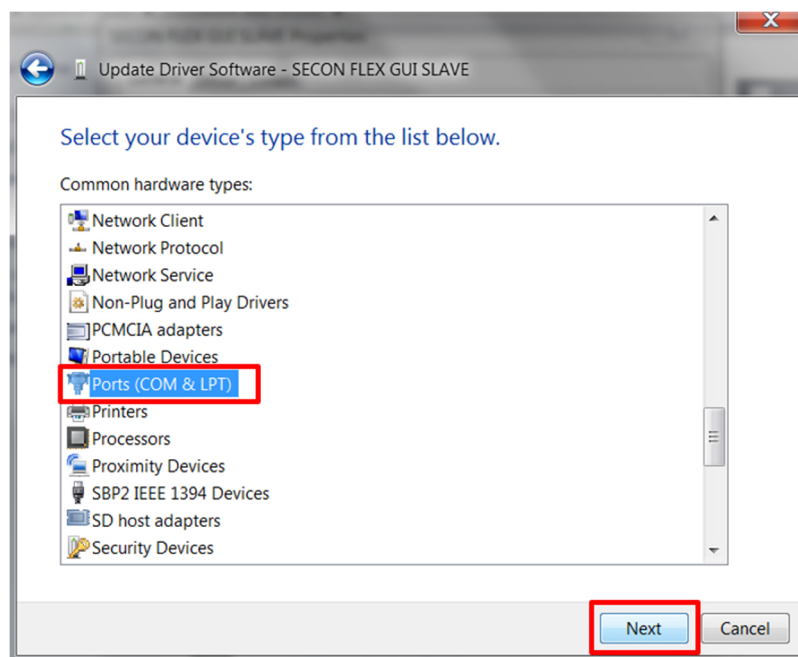 Update Driver Software - SECON FLEX GUI SLAVE
Select your device's type from the list below.
Common hardware types:
Network Client
Network Protocol
Network Service
Non-Plug and Play Drivers
PCMCIA adapters
Portable Devices
Ports (COM & LPT)
Printers
Processors
Proximity Devices
SBP2 IEEE 1394 Devices
SD host adapters
Security Devices
Next
Cancel